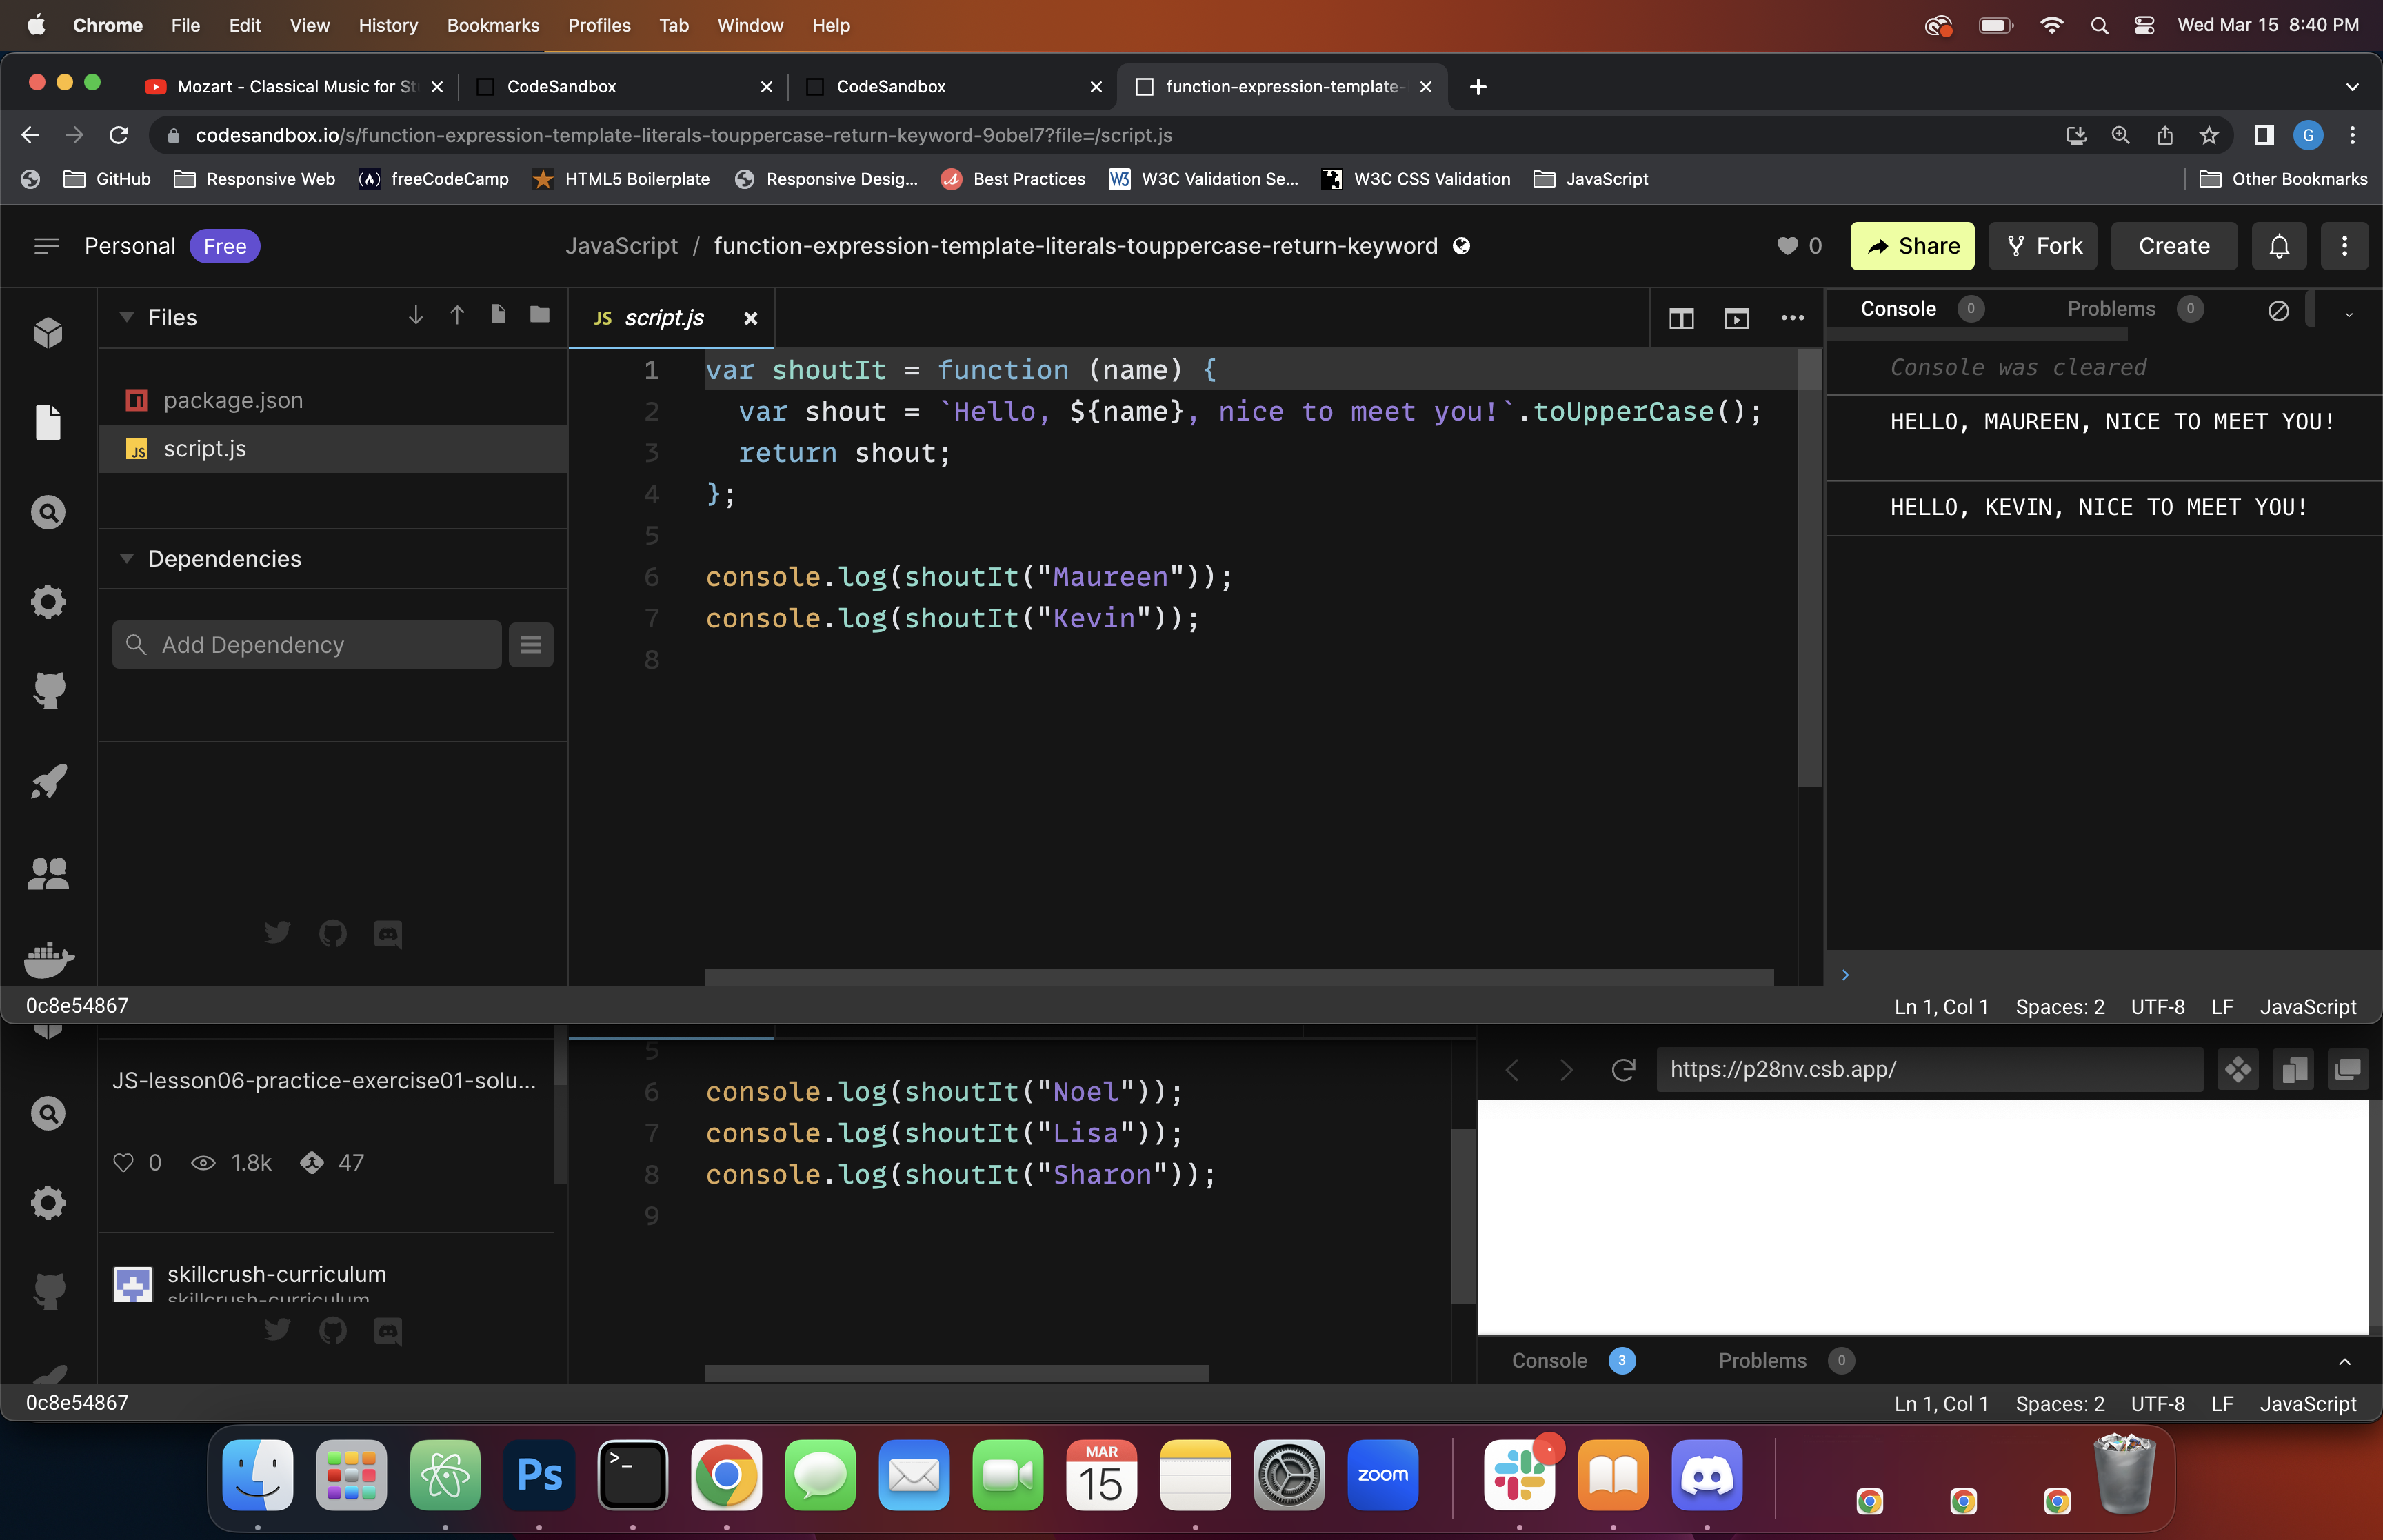 Chrome File Edit View History Bookmarks Profiles Tab Window Help Wed Mar 15 8:40 PM
Mozart - Classical Music for St CodeSandbox CodeSandbox function-expression-template-
codesandbox.io/s/function-expression-template-literals-touppercase-return-keyword-9obel7?file=/script.js G
GitHub Responsive Web freeCodeCamp HTML5 Boilerplate Responsive Desig... Best Practices W3C Validation Se... W3C CSS Validation JavaScript Other Bookmarks
Personal Free JavaScript / function-expression-template-literals-touppercase-return-keyword 0 Share Fork Create
Files JS script.js Console 0 Problems 0
1 var shoutIt = function (name) { Console was cleared
package.json 2 var shout = `Hello, ${name}, nice to meet you!`.toUpperCase(); HELLO, MAUREEN, NICE TO MEET YOU!
JS script.js 3 return shout;
4 }; HELLO, KEVIN, NICE TO MEET YOU!
Dependencies 5
6 console.log(shoutIt("Maureen"));
Add Dependency 7 console.log(shoutIt("Kevin"));
8
0c8e54867 Ln 1, Col 1 Spaces: 2 UTF-8 LF JavaScript
5
JS-lesson06-practice-exercise01-solu... 6 console.log(shoutIt("Noel")); https://p28nv.csb.app/
7 console.log(shoutIt("Lisa"));
0 1.8k 47 8 console.log(shoutIt("Sharon"));
9
skillcrush-curriculum
skillcrush-curriculum
Console 3 Problems 0
0c8e54867 Ln 1, Col 1 Spaces: 2 UTF-8 LF JavaScript
Ps >_ MAR 15 zoom